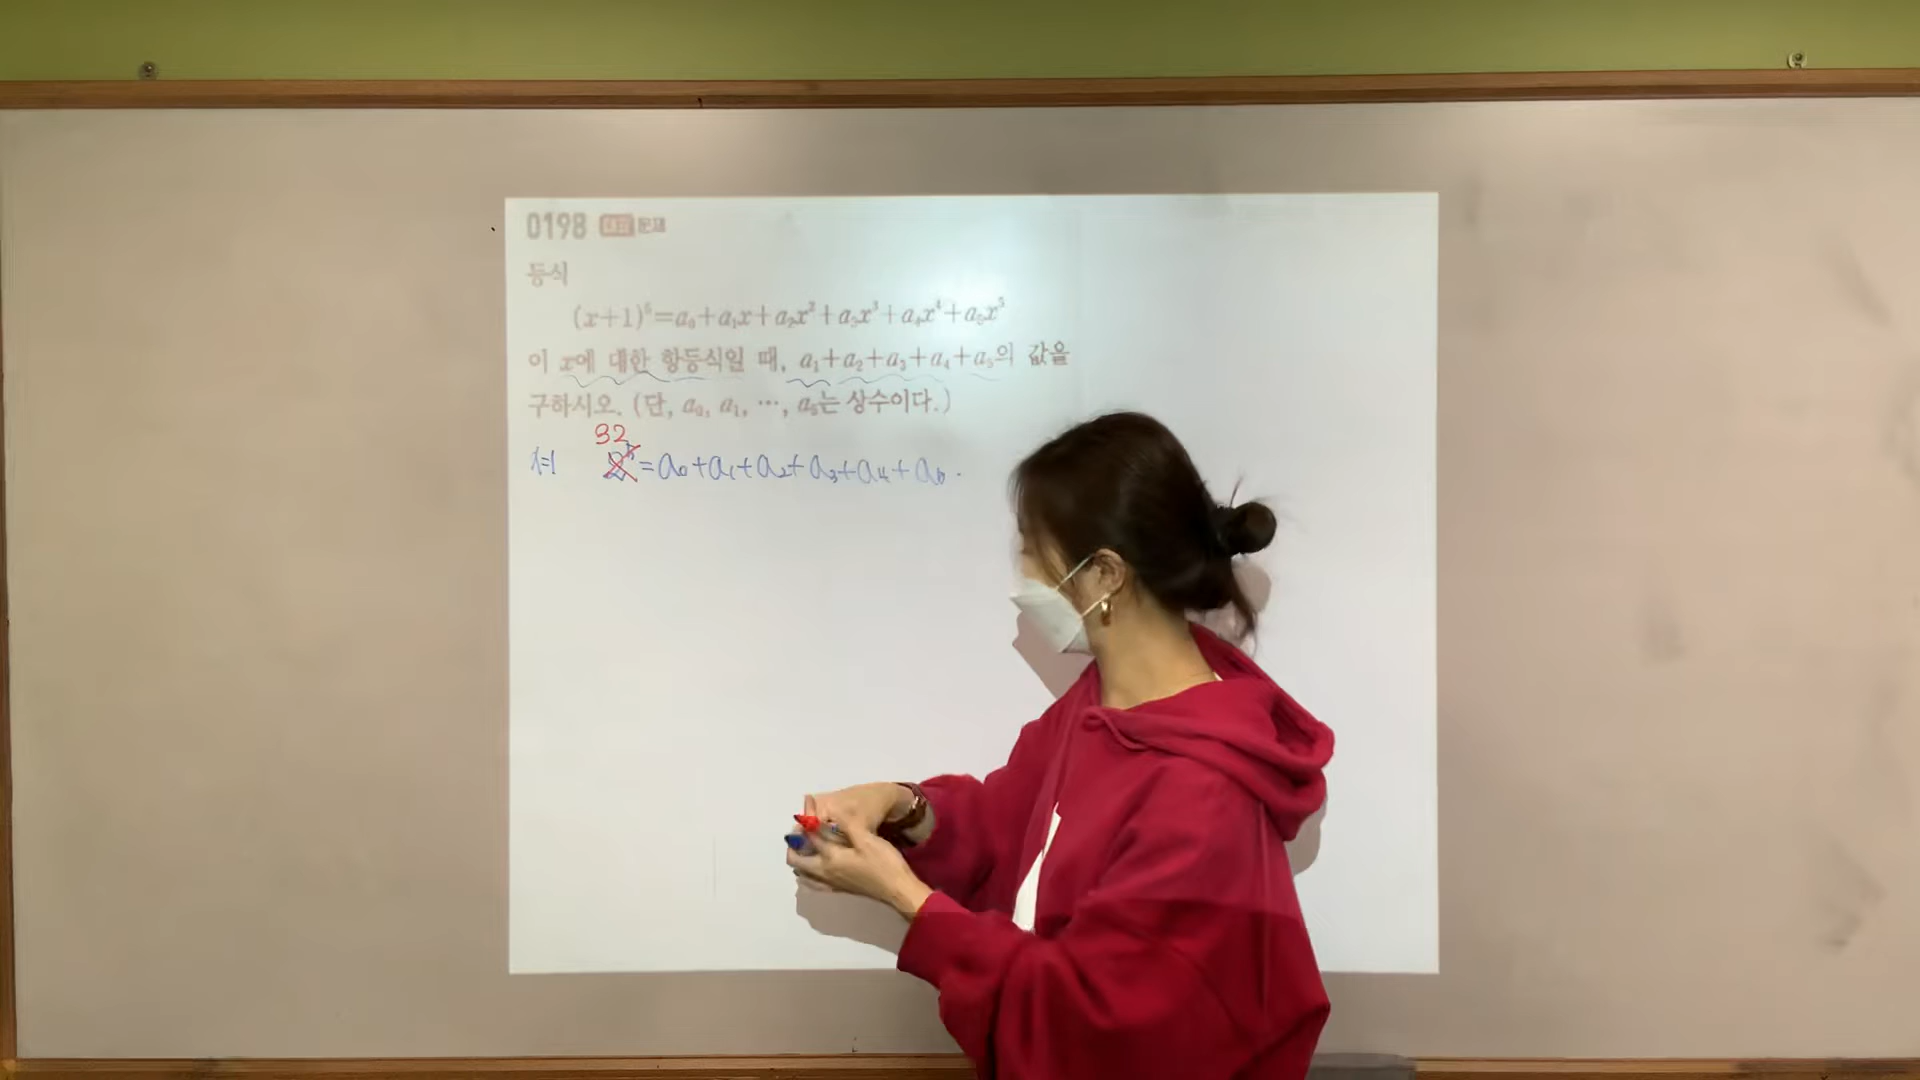 0198 대표 문제
등식
(x+1)⁵=a₀+a₁x+a₂x²+a₃x³+a₄x⁴+a₅x⁵
이 x에 대한 항등식일 때, a₁+a₂+a₃+a₄+a₅의 값을
구하시오. (단, a₀, a₁, ⋯, a₅는 상수이다.)
32
x=1 2⁵=a₀+a₁+a₂+a₃+a₄+a₅.